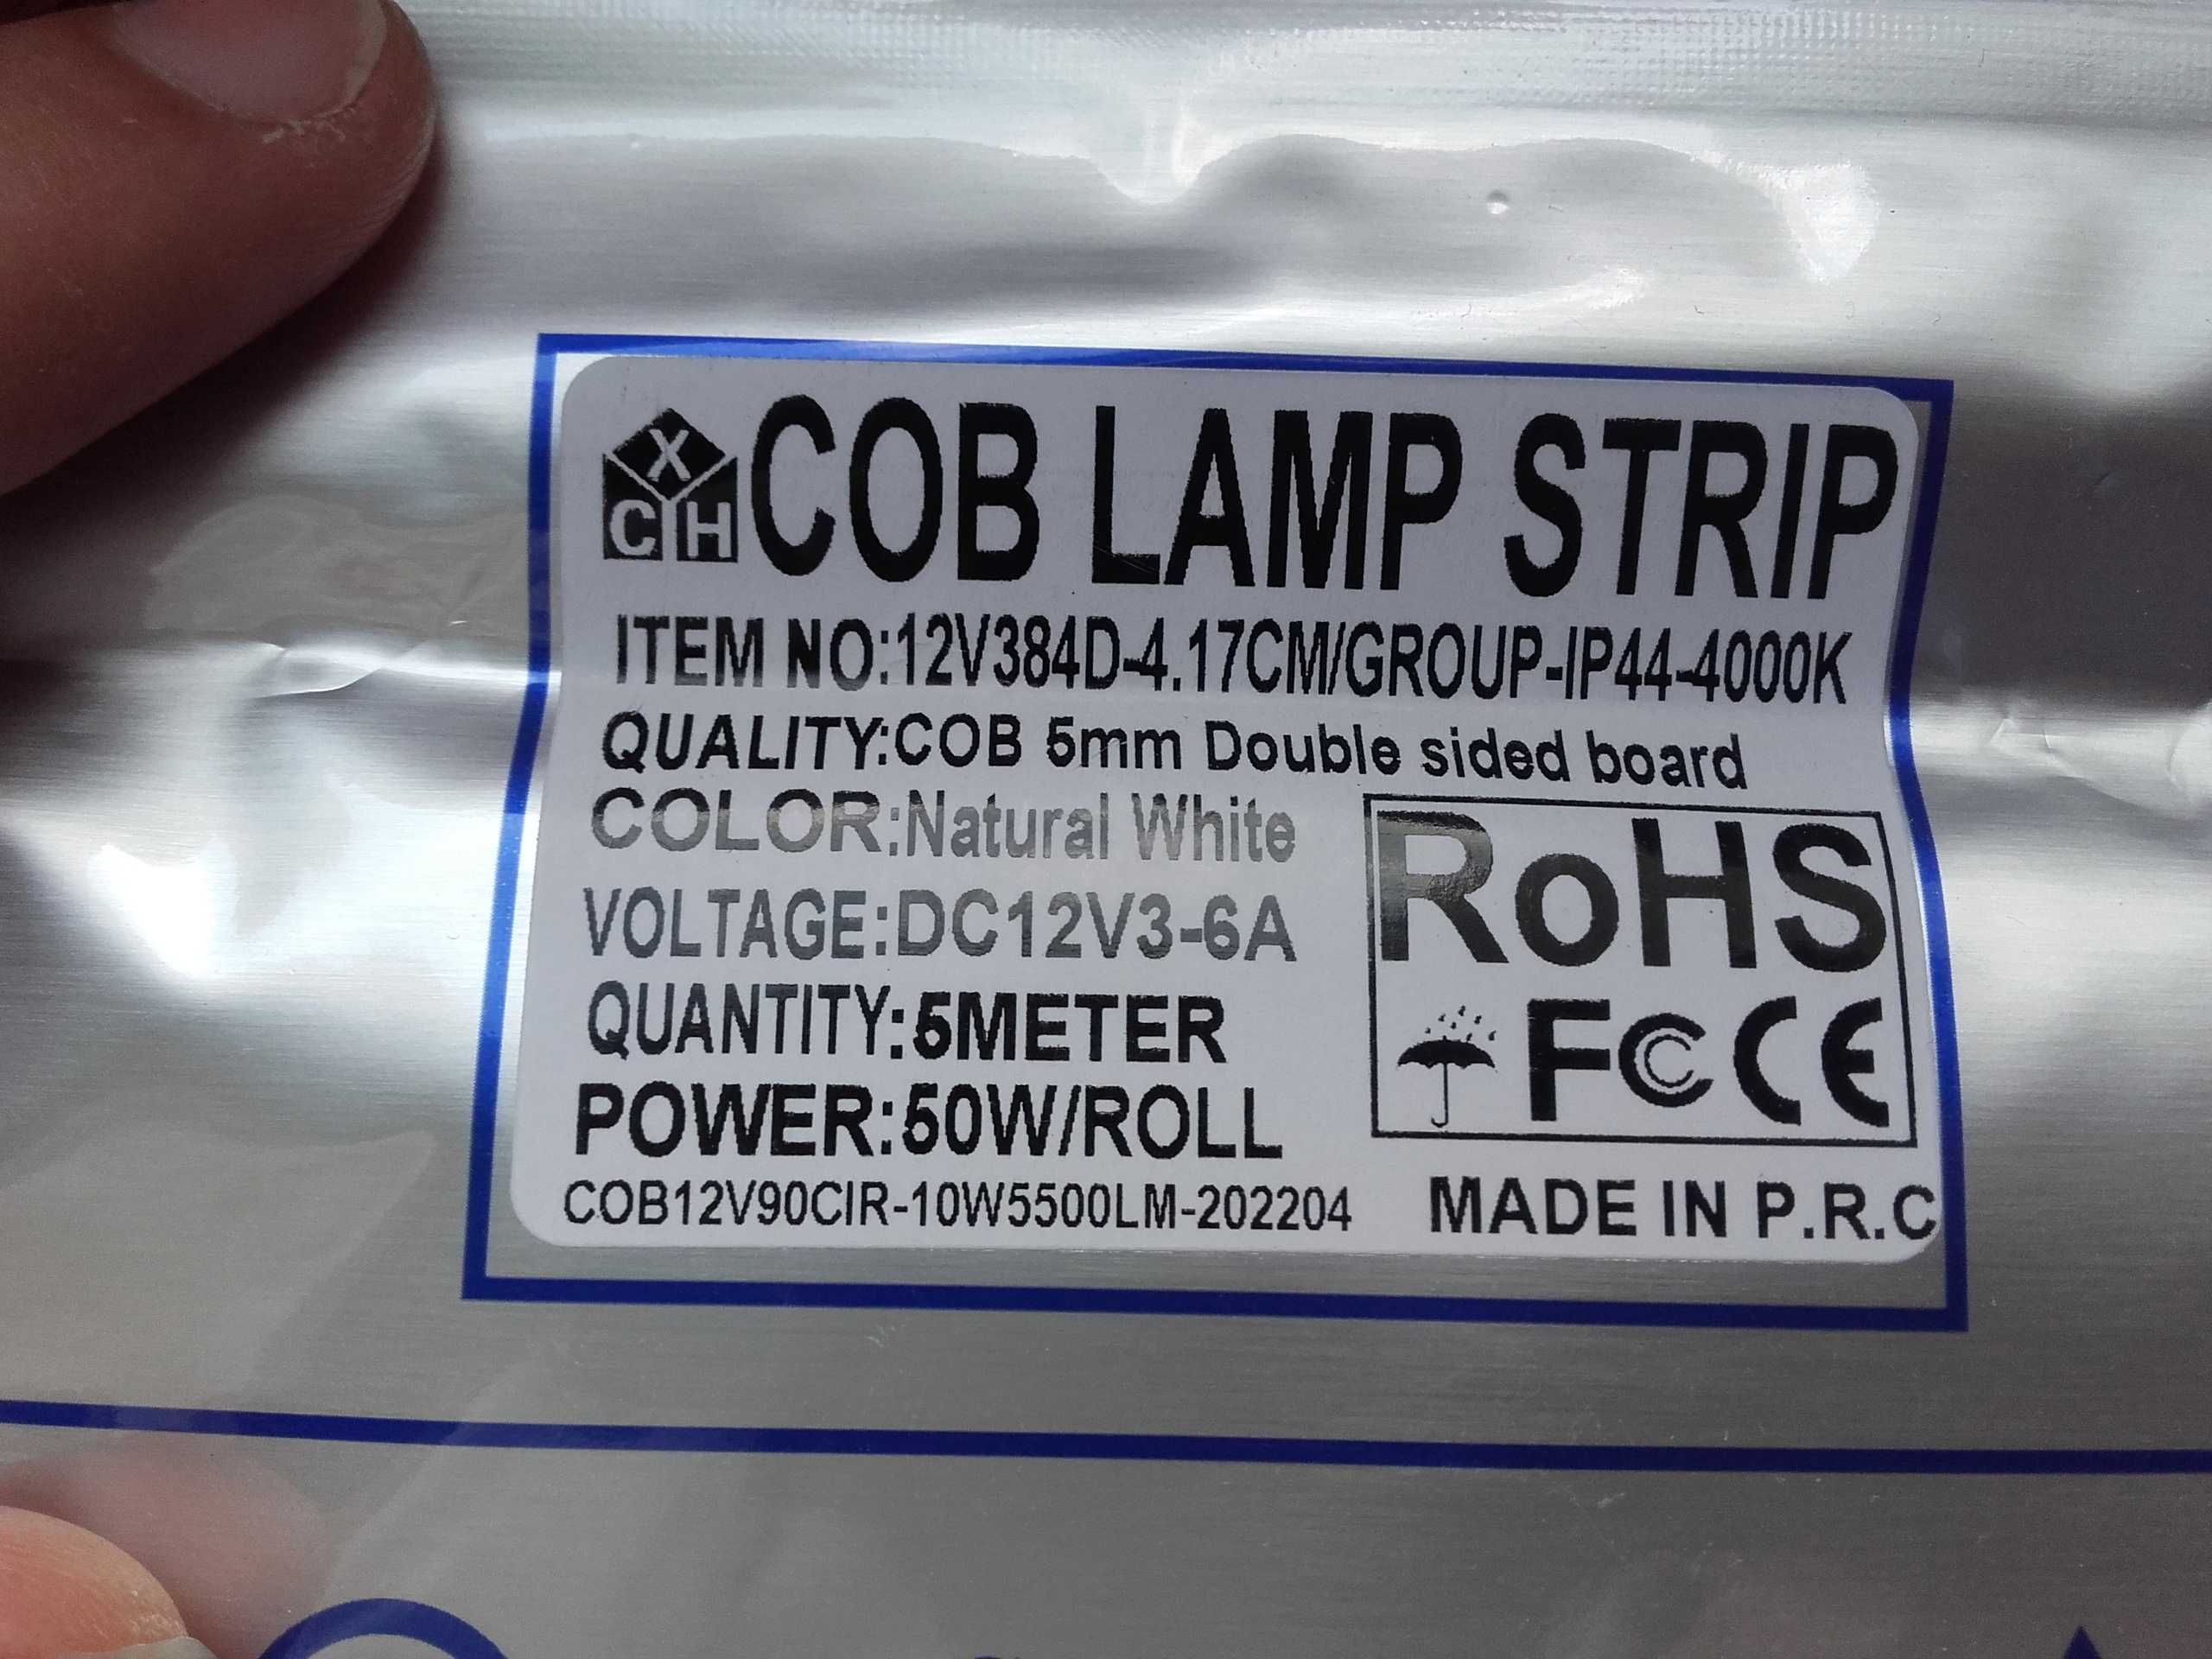 XCH COB LAMP STRIP
ITEM NO:12V384D-4.17CM/GROUP-IP44-4000K
QUALITY:COB 5mm Double sided board
COLOR:Natural White
VOLTAGE:DC12V3-6A
QUANTITY:5METER
POWER:50W/ROLL
COB12V90CIR-10W5500LM-202204
RoHS
FC CE
MADE IN P.R.C